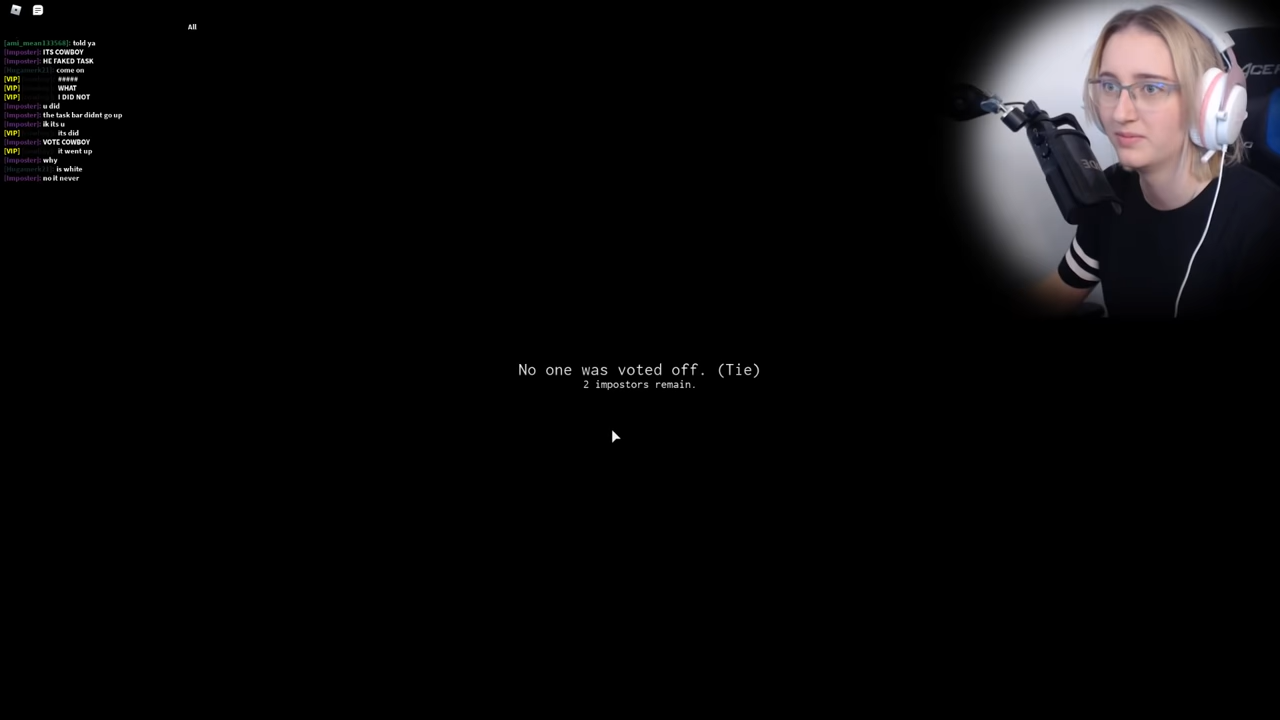 All
[ami_mean133568]: told ya
[Imposter]: ITS COWBOY
[Imposter]: HE FAKED TASK
come on
[VIP] #####
[VIP] WHAT
[VIP] I DID NOT
[Imposter]: u did
[Imposter]: the task bar didnt go up
[Imposter]: ik its u
[VIP] its did
[Imposter]: VOTE COWBOY
[VIP] it went up
[Imposter]: why
is white
[Imposter]: no it never
No one was voted off. (Tie)
2 impostors remain.